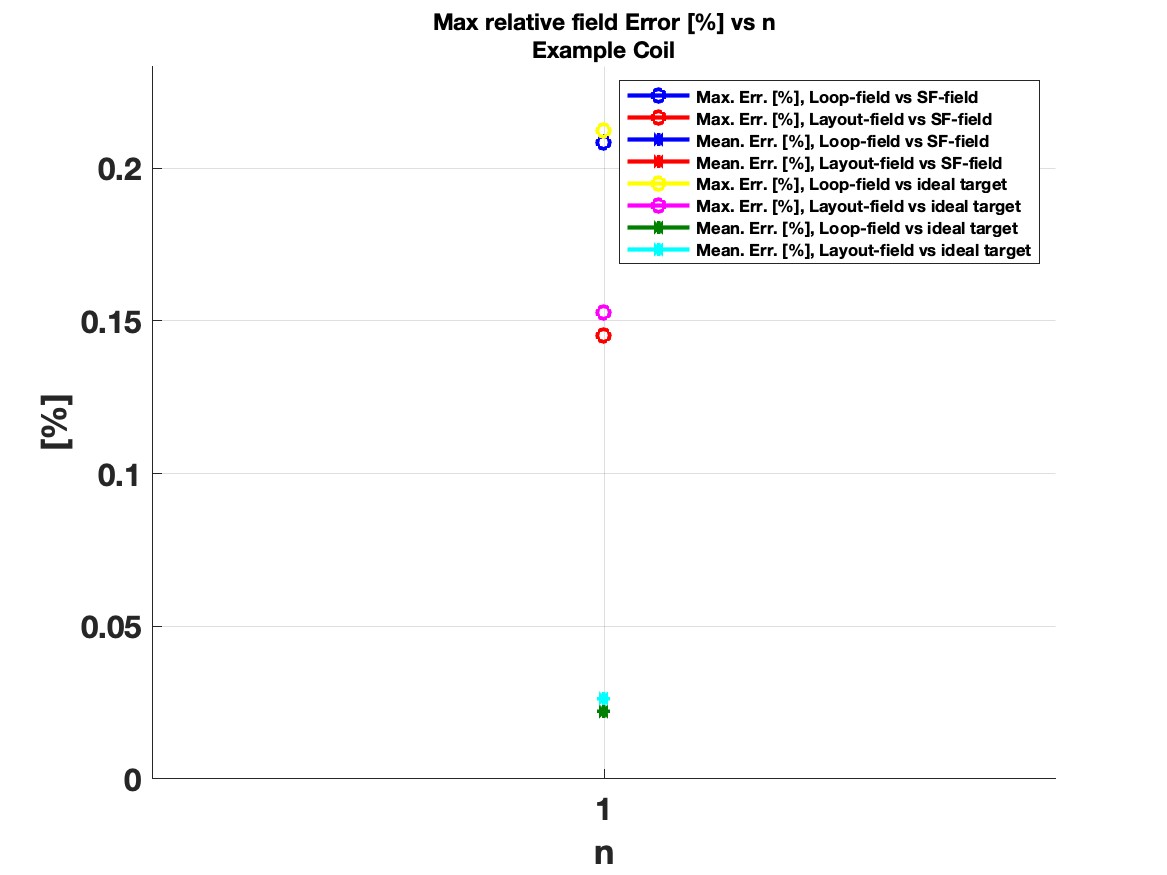 Max relative field Error [%] vs n
Example Coil
Max. Err. [%], Loop-field vs SF-field
Max. Err. [%], Layout-field vs SF-field
Mean. Err. [%], Loop-field vs SF-field
Mean. Err. [%], Layout-field vs SF-field
Max. Err. [%], Loop-field vs ideal target
Max. Err. [%], Layout-field vs ideal target
Mean. Err. [%], Loop-field vs ideal target
Mean. Err. [%], Layout-field vs ideal target
0.2
0.15
0.1
0.05
0
[%]
1
n